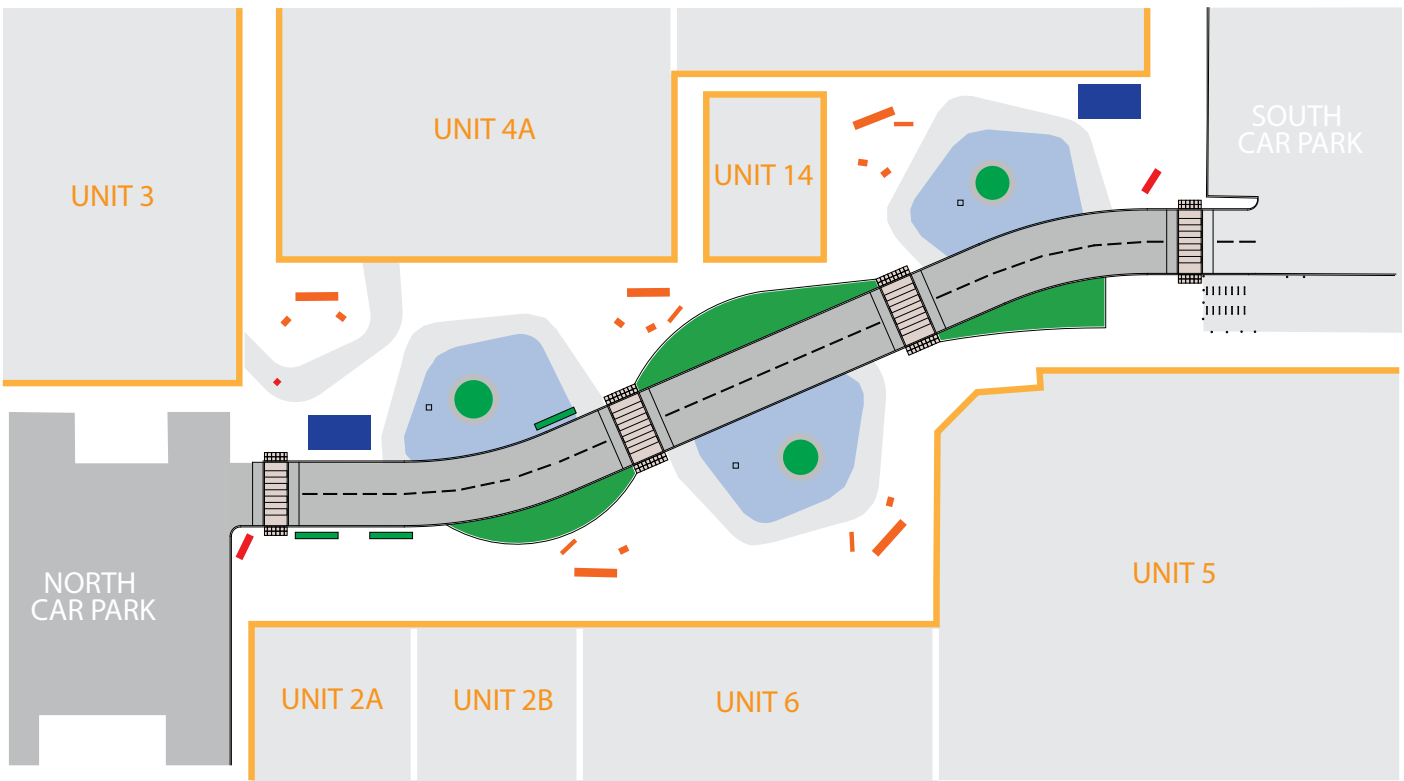 UNIT 3
UNIT 4A
UNIT 14
SOUTH
CAR PARK
NORTH
CAR PARK
UNIT 2A
UNIT 2B
UNIT 6
UNIT 5